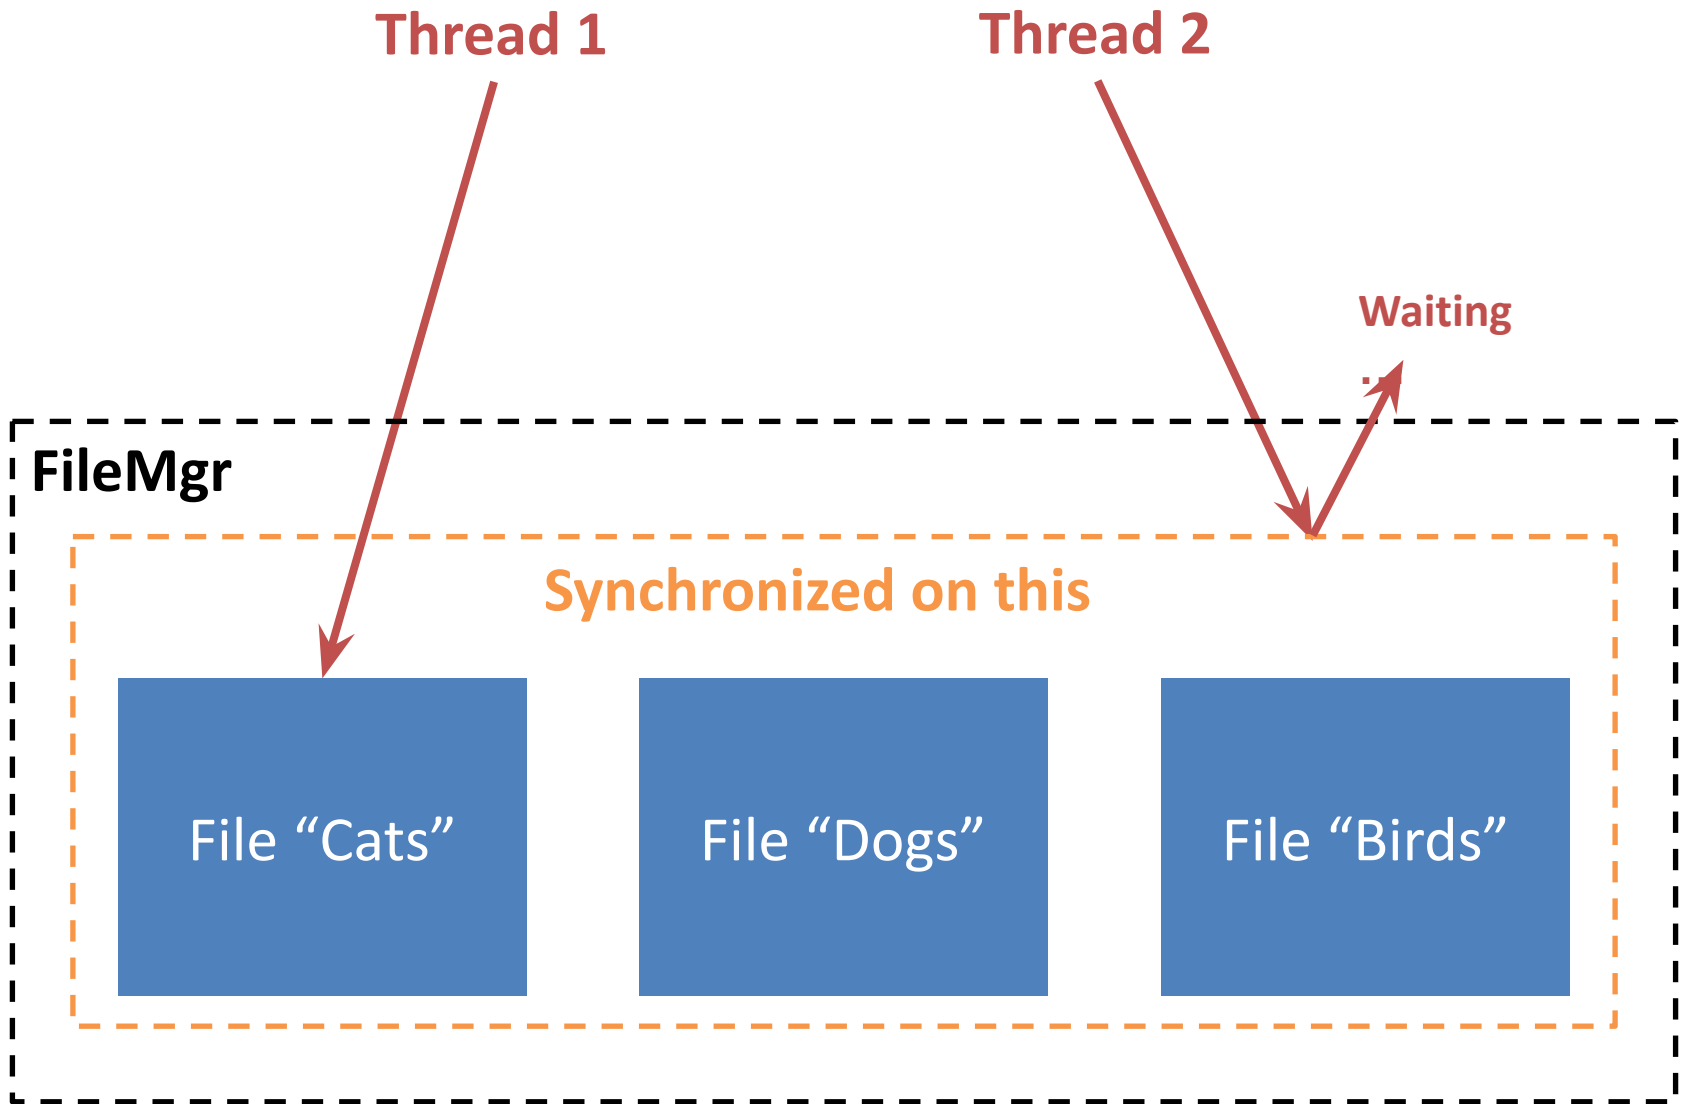 Thread 1
Thread 2
Waiting
...
FileMgr
Synchronized on this
File “Cats”
File “Dogs”
File “Birds”